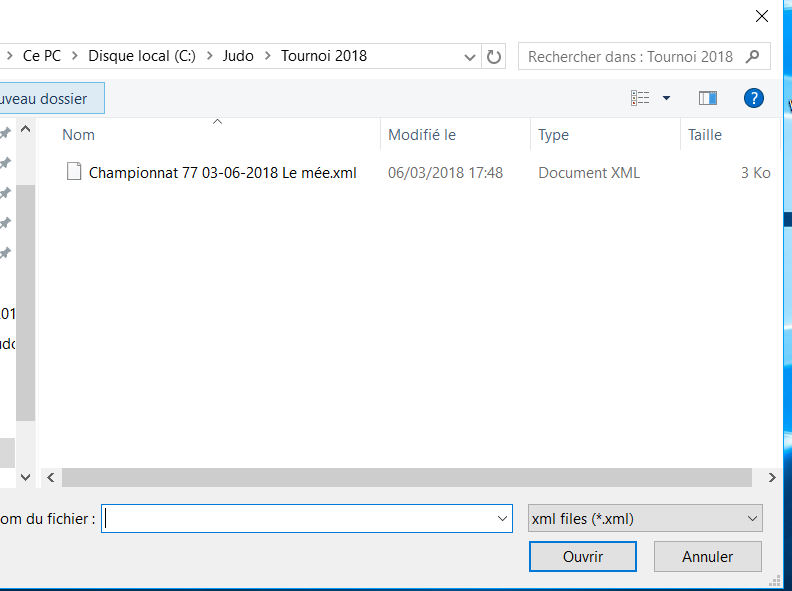 Ce PC > Disque local (C:) > Judo > Tournoi 2018
Rechercher dans : Tournoi 2018
uveau dossier
?
Nom
Modifié le
Type
Taille
Championnat 77 03-06-2018 Le mée.xml
06/03/2018 17:48
Document XML
3 Ko
01
udo
om du fichier :
xml files (*.xml)
Ouvrir
Annuler